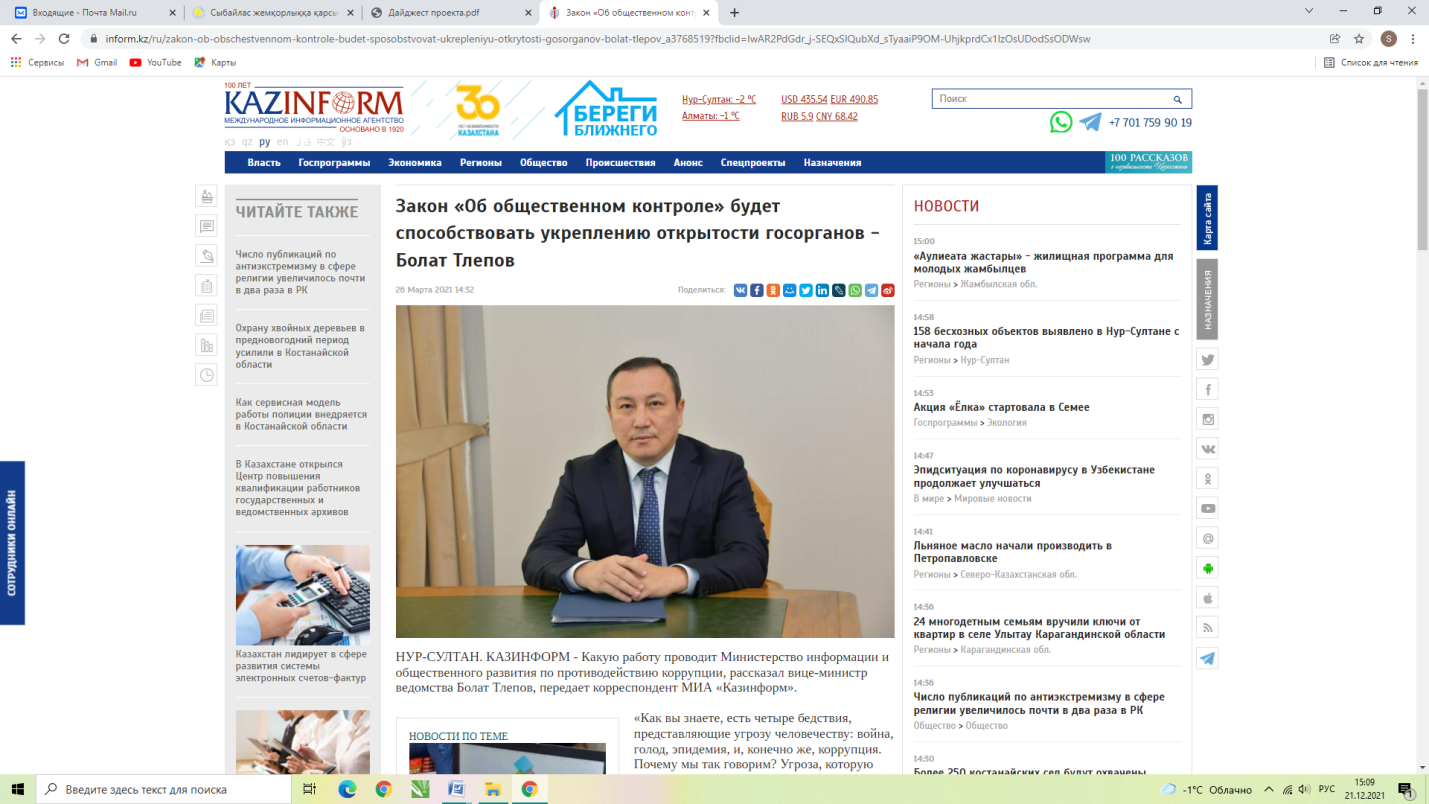 Входящие - Почта Mail.ru
Сыбайлас жемқорлыққа қарсы
Дайджест проекта.pdf
Закон «Об общественном контр
inform.kz/ru/zakon-ob-obschestvennom-kontrole-budet-sposobstvovat-ukrepleniyu-otkrytosti-gosorganov-bolat-tlepov_a3768519?fbclid=IwAR2PdGdr_j-SEQxSlQubXd_sTyaaiP9OM-UhjkprdCx1IzOsUDodSsODWsw
S
Сервисы
Gmail
YouTube
Карты
Список для чтения
100 ЛЕТ
KAZINFORM
МЕЖДУНАРОДНОЕ ИНФОРМАЦИОННОЕ АГЕНТСТВО
ОСНОВАНО В 1920
30
ЛЕТ НЕЗАВИСИМОСТИ
КАЗАХСТАНА
БЕРЕГИ
БЛИЖНЕГО
Нур-Султан: -2 °C
Алматы: -1 °C
USD 435.54 EUR 490.85
RUB 5.9 CNY 68.42
Поиск
+7 701 759 90 19
қз qz ру en ق ز 中文 ўз
Власть Госпрограммы Экономика Регионы Общество Происшествия Анонс Спецпроекты Назначения
100 РАССКАЗОВ
ЧИТАЙТЕ ТАКЖЕ
Число публикаций по
антиэкстремизму в сфере
религии увеличилось почти
в два раза в РК
Охрану хвойных деревьев в
предновогодний период
усилили в Костанайской
области
Как сервисная модель
работы полиции внедряется
в Костанайской области
В Казахстане открылся
Центр повышения
квалификации работников
государственных и
ведомственных архивов
Казахстан лидирует в сфере
развития системы
электронных счетов-фактур
СОТРУДНИКИ ОНЛАЙН
Закон «Об общественном контроле» будет
способствовать укреплению открытости госорганов -
Болат Тлепов
26 Марта 2021 14:32
Поделиться:
НУР-СУЛТАН. КАЗИНФОРМ - Какую работу проводит Министерство информации и
общественного развития по противодействию коррупции, рассказал вице-министр
ведомства Болат Тлепов, передает корреспондент МИА «Казинформ».
НОВОСТИ ПО ТЕМЕ
«Как вы знаете, есть четыре бедствия,
представляющие угрозу человечеству: война,
голод, эпидемия, и, конечно же, коррупция.
Почему мы так говорим? Угроза, которую
НОВОСТИ
15:00
«Аулиеата жастары» - жилищная программа для
молодых жамбылцев
Регионы > Жамбылская обл.
14:58
158 бесхозных объектов выявлено в Нур-Султане с
начала года
Регионы > Нур-Султан
14:53
Акция «Ёлка» стартовала в Семее
Госпрограммы > Экология
14:47
Эпидситуация по коронавирусу в Узбекистане
продолжает улучшаться
В мире > Мировые новости
14:41
Льняное масло начали производить в
Петропавловске
Регионы > Северо-Казахстанская обл.
14:36
24 многодетным семьям вручили ключи от
квартир в селе Улытау Карагандинской области
Регионы > Карагандинская обл.
14:36
Число публикаций по антиэкстремизму в сфере
религии увеличилось почти в два раза в РК
Общество > Общество
14:30
Более 250 костанайских сел будут охвачены
Карта сайта
НАЗНАЧЕНИЯ
Введите здесь текст для поиска
-1°C Облачно
РУС
15:09
21.12.2021
1